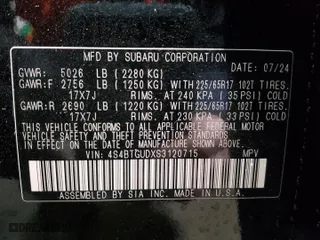 MFD BY SUBARU CORPORATION 07/24
GVWR: 5026 LB (2280 KG)
GAWR:F 2756 LB (1250 KG) WITH 225/65R17 102T TIRES,
17X7J RIMS, AT 240 KPA ( 35 PSI) COLD
GAWR:R 2690 LB (1220 KG) WITH 225/65R17 102T TIRES,
17X7J RIMS, AT 230 KPA ( 33 PSI) COLD
THIS VEHICLE CONFORMS TO ALL APPLICABLE
FEDERAL MOTOR VEHICLE SAFETY, BUMPER,
AND THEFT PREVENTION STANDARDS IN EFFECT
ON THE DATE OF MANUFACTURE SHOWN ABOVE.
VIN: 4S4BTGUDXS3120715 MPV
ASSEMBLED BY SIA INC. MADE IN U.S.A.